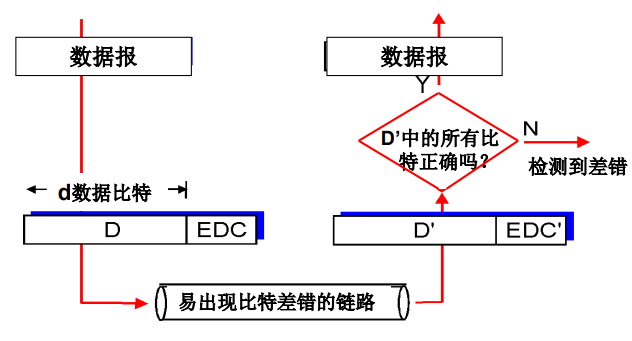 数据报
数据报
Y
D’中的所有比
特正确吗?
N
检测到差错
d数据比特
D
EDC
D'
EDC'
易出现比特差错的链路